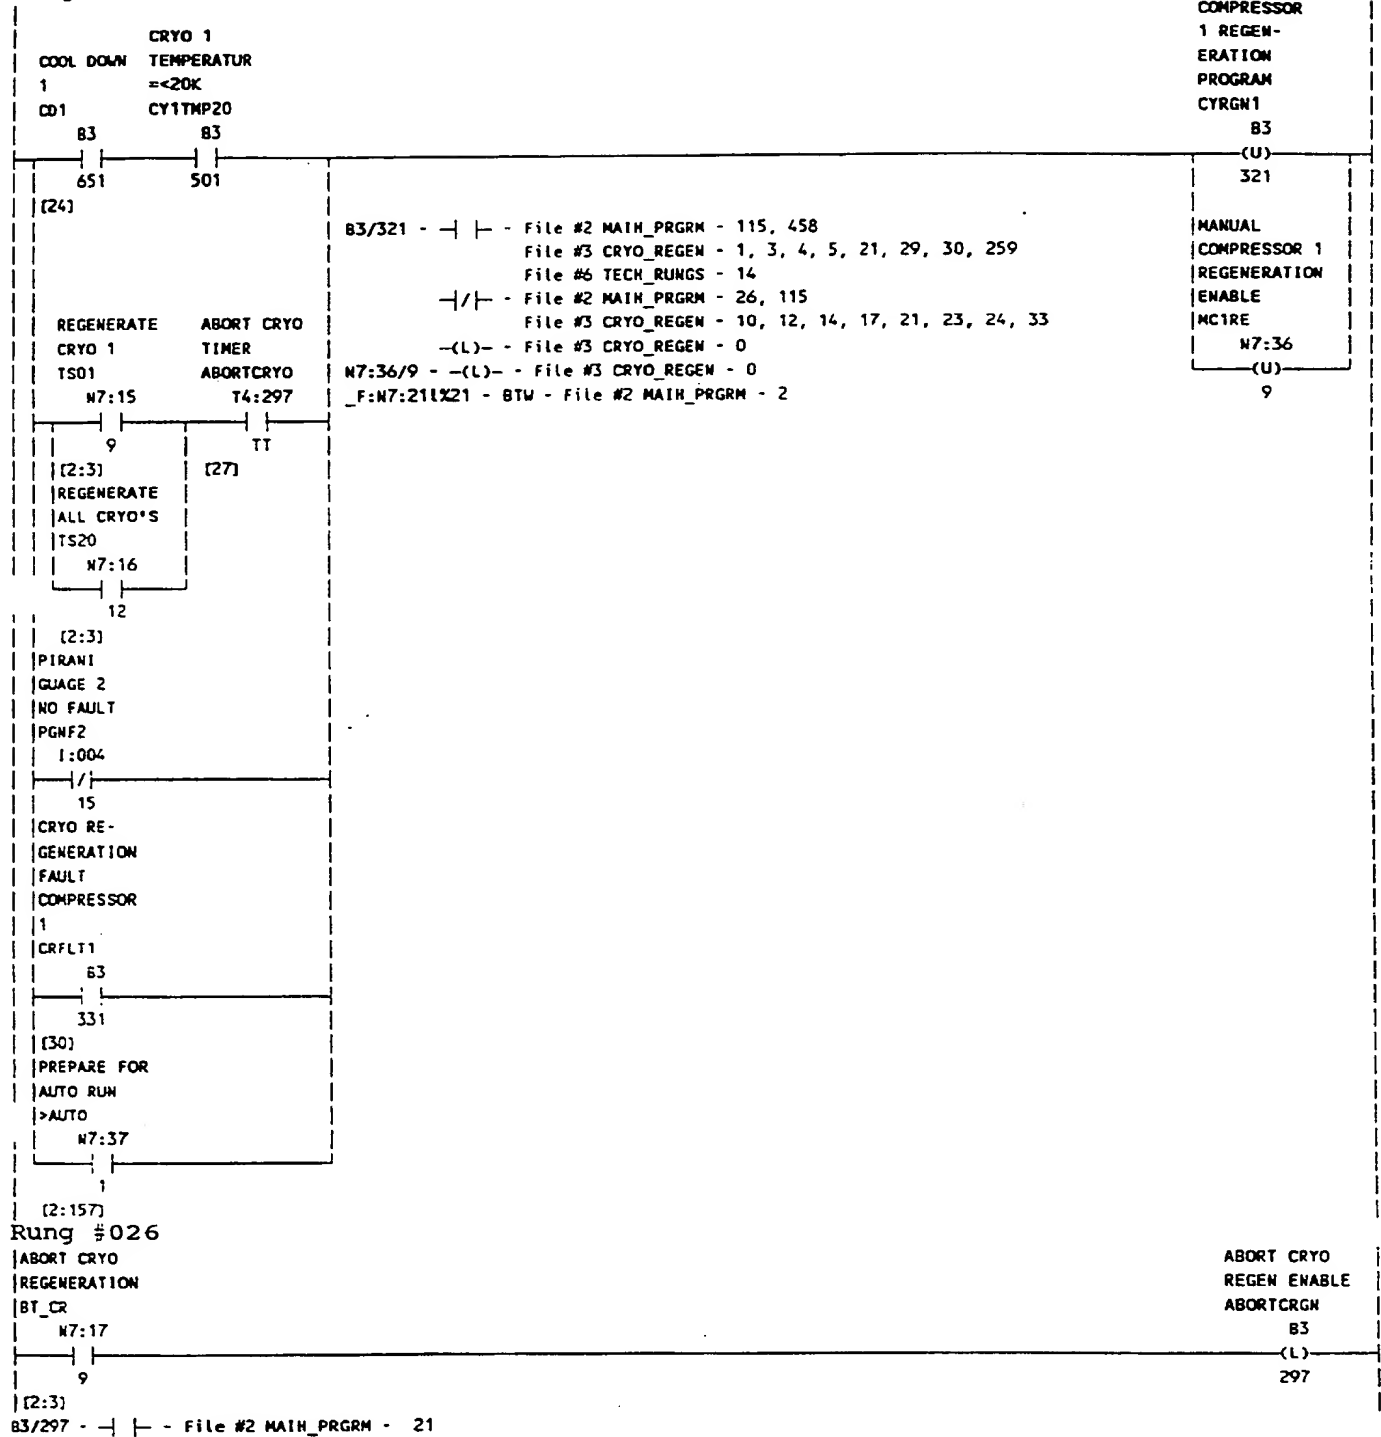 COMPRESSOR
1 REGEN-
ERATION
PROGRAM
CYRGN1
B3
(U)
321
CRYO 1
COOL DOWN TEMPERATUR
1 =<20K
CD1 CY1TMP20
B3 B3
651 501
[24]
B3/321 - ⊣ ⊢ - File #2 MAIN_PRGRM - 115, 458
File #3 CRYO_REGEN - 1, 3, 4, 5, 21, 29, 30, 259
File #6 TECH_RUNGS - 14
⊣/⊢ - File #2 MAIN_PRGRM - 26, 115
File #3 CRYO_REGEN - 10, 12, 14, 17, 21, 23, 24, 33
—(L)— - File #3 CRYO_REGEN - 0
N7:36/9 - —(L)— - File #3 CRYO_REGEN - 0
_F:N7:21l%21 - BTW - File #2 MAIN_PRGRM - 2
MANUAL
COMPRESSOR 1
REGENERATION
ENABLE
MC1RE
N7:36
(U)
9
REGENERATE ABORT CRYO
CRYO 1 TIMER
TS01 ABORTCRYO
N7:15 T4:297
9 TT
[2:3] [27]
REGENERATE
ALL CRYO'S
TS20
N7:16
12
[2:3]
PIRANI
GUAGE 2
NO FAULT
PGNF2
I:004
/
15
CRYO RE-
GENERATION
FAULT
COMPRESSOR
1
CRFLT1
B3
331
[30]
PREPARE FOR
AUTO RUN
>AUTO
N7:37
1
[2:157]
Rung #026
ABORT CRYO ABORT CRYO
REGENERATION REGEN ENABLE
BT_CR ABORTCRGN
N7:17 B3
(L)
9 297
[2:3]
B3/297 - ⊣ ⊢ - File #2 MAIN_PRGRM - 21